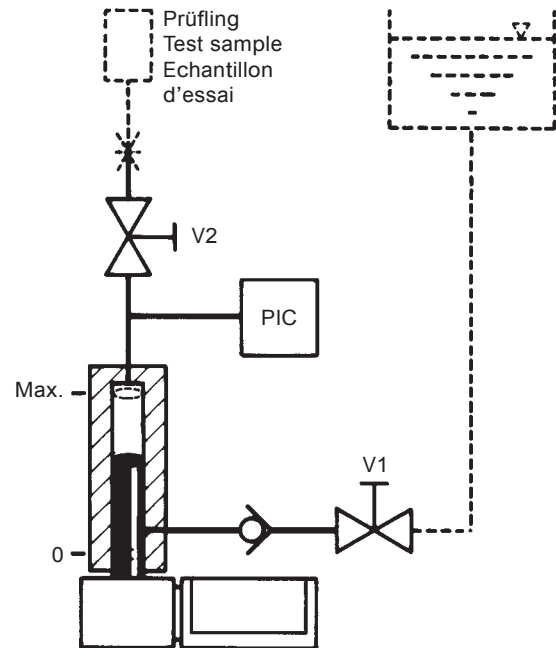 Prüfling
Test sample
Echantillon
d'essai
V2
PIC
Max.
V1
0